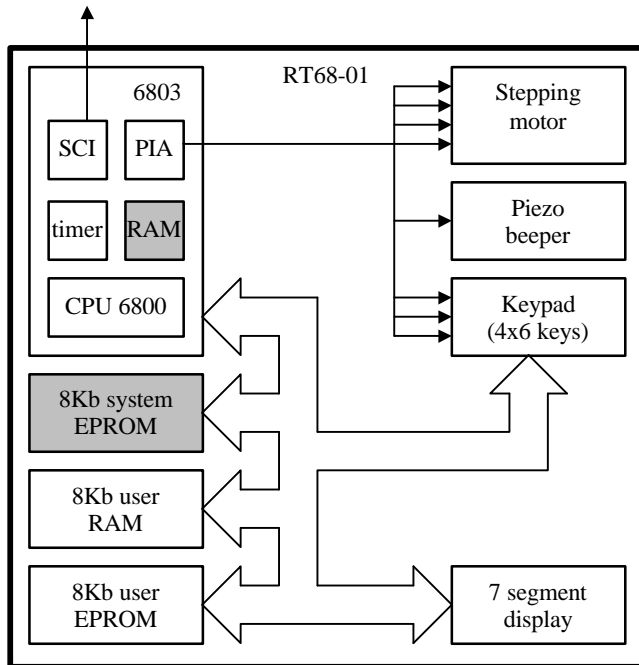 RT68-01
6803
SCI
PIA
timer
RAM
CPU 6800
Stepping
motor
Piezo
beeper
Keypad
(4x6 keys)
8Kb system
EPROM
8Kb user
RAM
8Kb user
EPROM
7 segment
display